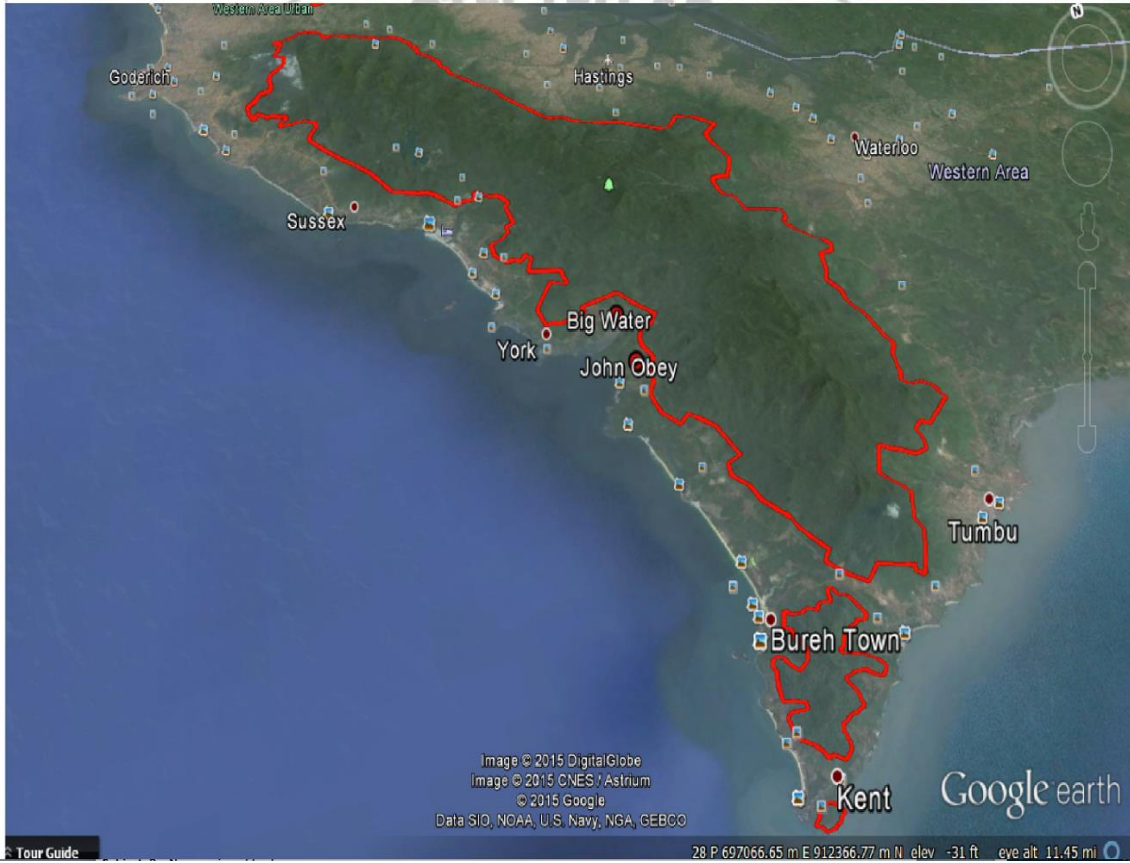 Western Area Urban
N
Goderich
Hastings
Waterloo
Western Area
Sussex
Big Water
York
John Obey
Tumbu
Bureh Town
Image © 2015 DigitalGlobe
Image © 2015 CNES / Astrium
© 2015 Google
Data SIO, NOAA, U.S. Navy, NGA, GEBCO
Kent
Google earth
Tour Guide
28 P 697066.65 m E 912366.77 m N elev -31 ft eye alt 11.45 mi